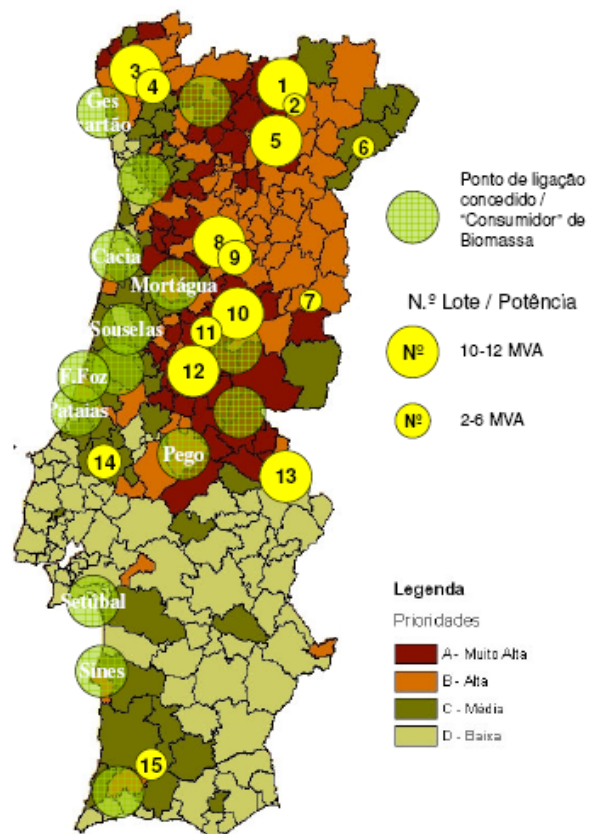 3
4
1
2
Ges
cartão
5
6
Ponto de ligação
concedido /
"Consumidor" de
Biomassa
8
Cacia
9
Mortágua
7
N.º Lote / Potência
10
Souselas
11
Nº
10-12 MVA
F.Foz
12
Pataias
Nº
2-6 MVA
14
Pego
13
Setúbal
Legenda
Prioridades
A - Muito Alta
Sines
B - Alta
C - Média
D - Baixa
15